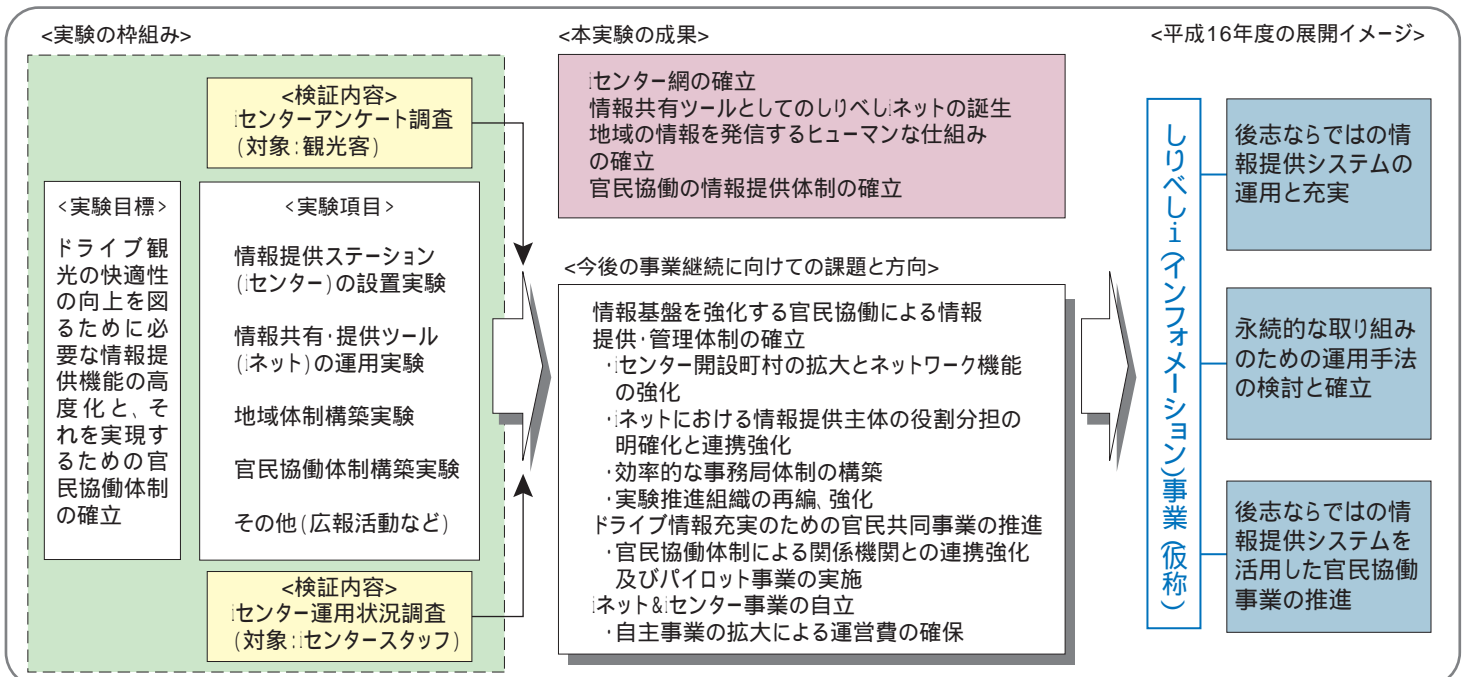 <実験の枠組み>
<検証内容>
iセンターアンケート調査
(対象:観光客)
<実験目標>
ドライブ観
光の快適性
の向上を図
るために必
要な情報提
供機能の高
度化と、そ
れを実現す
るための官
民協働体制
の確立
<実験項目>
情報提供ステーション
(iセンター)の設置実験
情報共有・提供ツール
(iネット)の運用実験
地域体制構築実験
官民協働体制構築実験
その他(広報活動など)
<検証内容>
iセンター運用状況調査
(対象:iセンタースタッフ)
<本実験の成果>
iセンター網の確立
情報共有ツールとしてのしりべしiネットの誕生
地域の情報を発信するヒューマンな仕組み
の確立
官民協働の情報提供体制の確立
<今後の事業継続に向けての課題と方向>
情報基盤を強化する官民協働による情報
提供・管理体制の確立
・iセンター開設町村の拡大とネットワーク機能
の強化
・iネットにおける情報提供主体の役割分担の
明確化と連携強化
・効率的な事務局体制の構築
・実験推進組織の再編、強化
ドライブ情報充実のための官民共同事業の推進
・官民協働体制による関係機関との連携強化
及びパイロット事業の実施
iネット&iセンター事業の自立
・自主事業の拡大による運営費の確保
<平成16年度の展開イメージ>
しりべしi(インフォメーション)事業(仮称)
後志ならではの情
報提供システムの
運用と充実
永続的な取り組み
のための運用手法
の検討と確立
後志ならではの情
報提供システムを
活用した官民協働
事業の推進